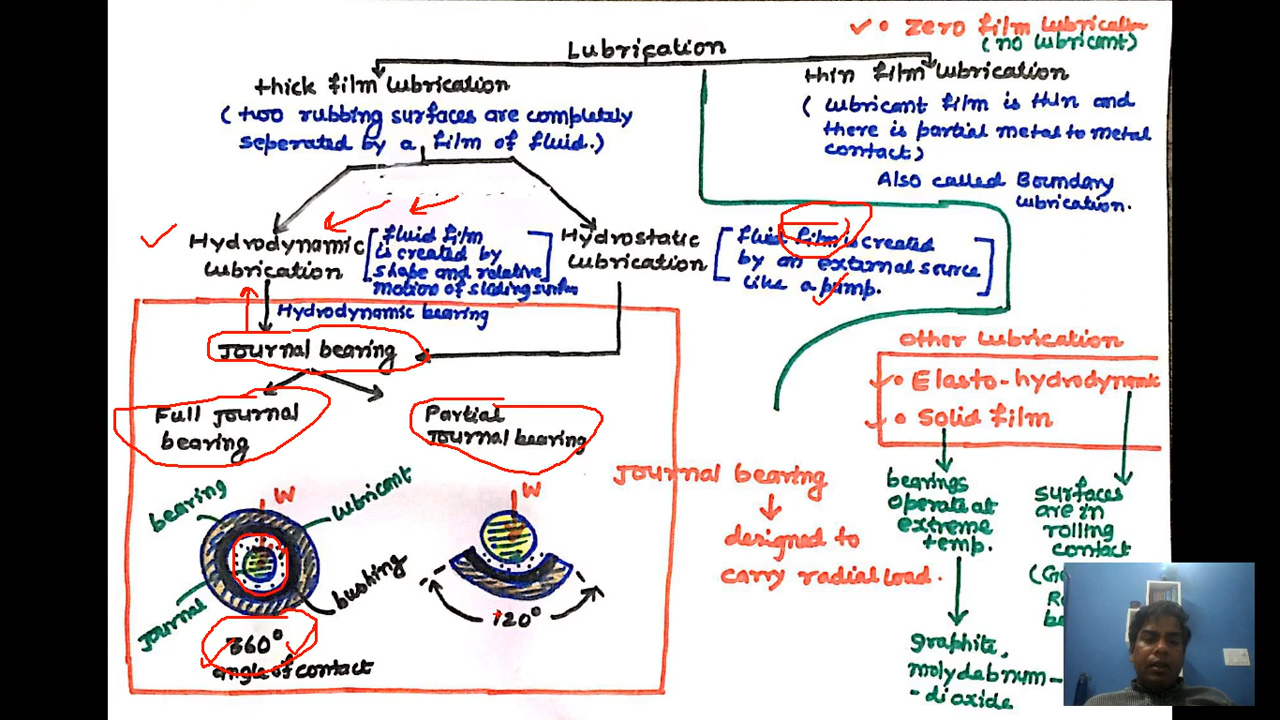 ✓ • zero film lubrication
(no lubricant)
Lubrication
thick film lubrication
(two rubbing surfaces are completely
seperated by a film of fluid.)
thin film lubrication
(lubricant film is thin and
there is partial metal to metal
contact)
Also called Boundary
lubrication.
Hydrodynamic
lubrication
[fluid film
is created by
shape and relative
motion of sliding surface]
Hydrostatic
lubrication
[fluid film is created
by an external source
like a pump.]
Hydrodynamic bearing
Journal bearing
Full Journal
bearing
Partial
Journal bearing
bearing
W
lubricant
Journal
bushing
360°
angle of contact
W
120°
Journal bearing
designed to
carry radial load.
Other lubrication
• Elasto-hydrodynamic
• Solid film
bearings
operate at
extreme
temp.
graphite,
molydabnum-
-dioxide
surfaces
are in
rolling
contact